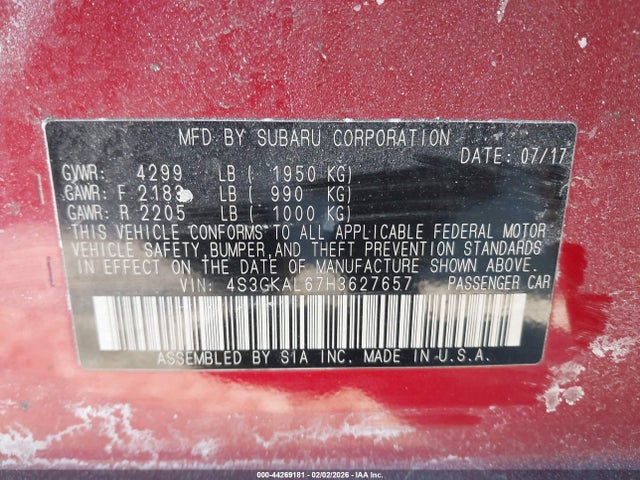 MFD BY SUBARU CORPORATION
DATE: 07/17
GVWR: 4299 LB ( 1950 KG)
GAWR: F 2183 LB ( 990 KG)
GAWR: R 2205 LB ( 1000 KG)
THIS VEHICLE CONFORMS TO ALL APPLICABLE FEDERAL MOTOR
VEHICLE SAFETY, BUMPER, AND THEFT PREVENTION STANDARDS
IN EFFECT ON THE DATE OF MANUFACTURE SHOWN ABOVE.
VIN: 4S3GKAL67H3627657 PASSENGER CAR
ASSEMBLED BY SIA INC. MADE IN U.S.A.
000-44269181 - 02/02/2026 - IAA Inc.